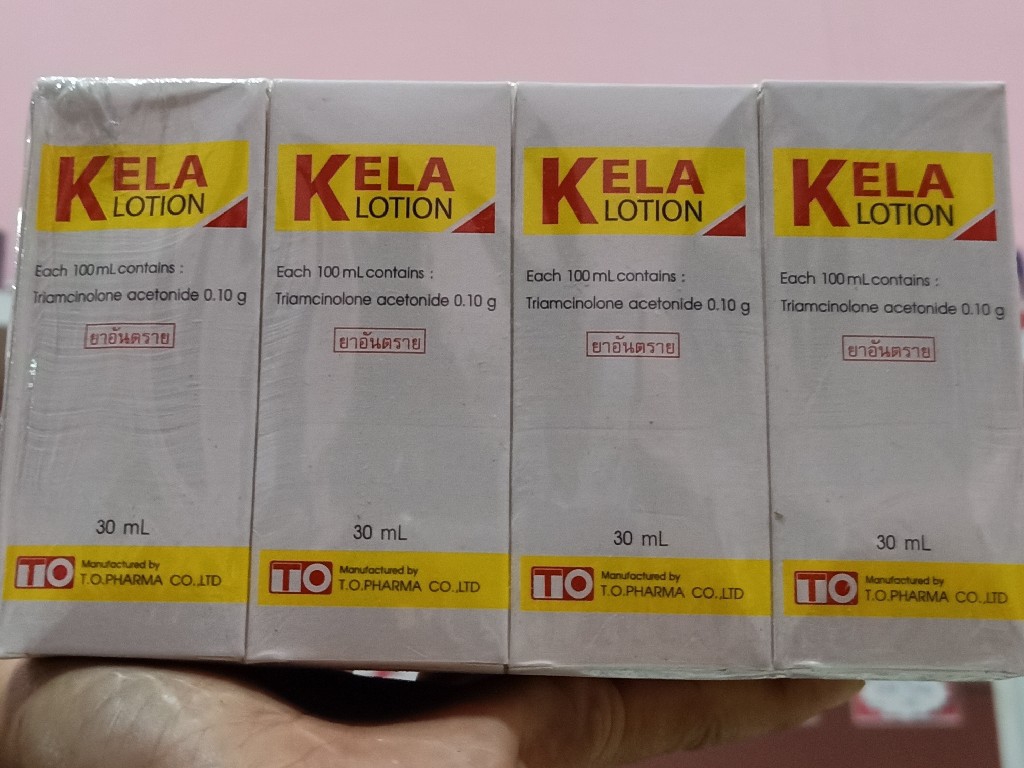 KELA
LOTION
Each 100 mL contains :
Triamcinolone acetonide 0.10 g
ยาอันตราย
30 mL
TO
Manufactured by
T.O.PHARMA CO.,LTD
KELA
LOTION
Each 100 mL contains :
Triamcinolone acetonide 0.10 g
ยาอันตราย
30 mL
TO
Manufactured by
T.O.PHARMA CO.,LTD
KELA
LOTION
Each 100 mL contains :
Triamcinolone acetonide 0.10 g
ยาอันตราย
30 mL
TO
Manufactured by
T.O.PHARMA CO.,LTD
KELA
LOTION
Each 100 mL contains :
Triamcinolone acetonide 0.10 g
ยาอันตราย
30 mL
TO
Manufactured by
T.O.PHARMA CO.,LTD